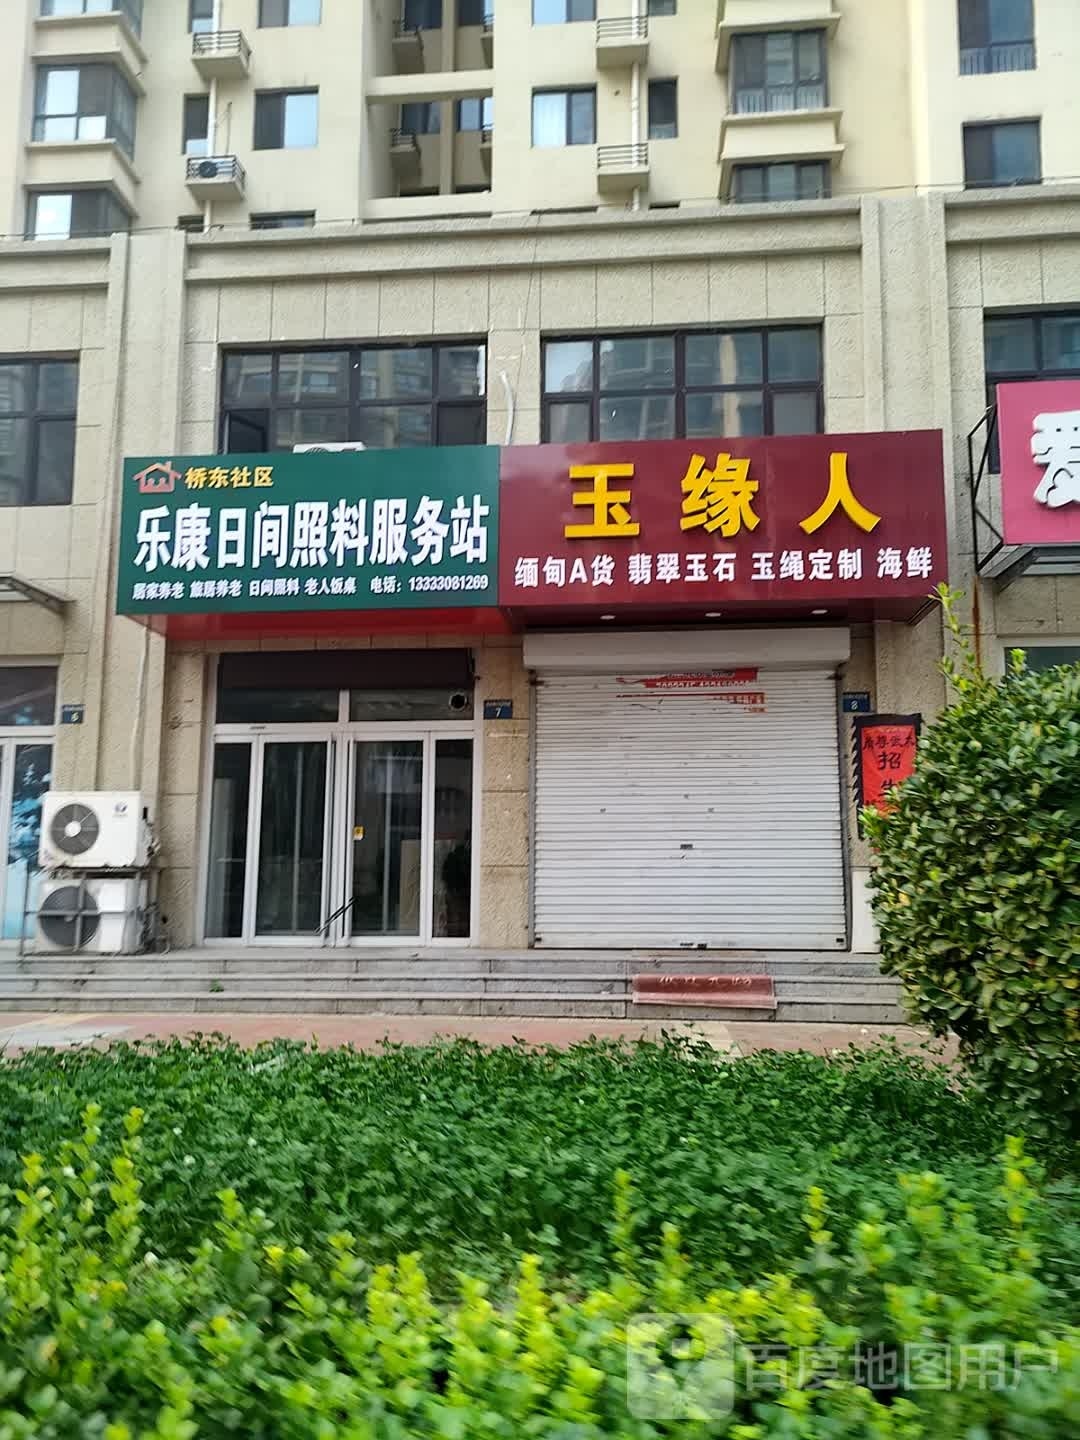 桥东社区
乐康日间照料服务站
居家养老 旅居养老 日间照料 老人饭桌 电话：13333081269
玉缘人
缅甸A货 翡翠玉石 玉绳定制 海鲜
6
7
8
招
百度地图用户